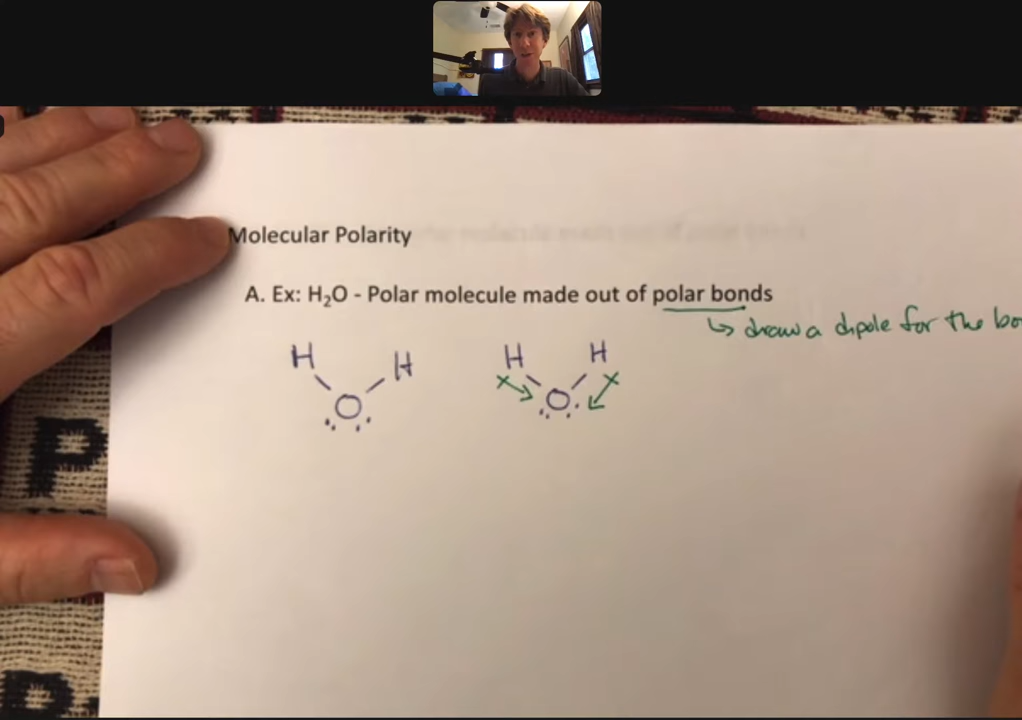 Molecular Polarity
A. Ex: H₂O - Polar molecule made out of polar bonds
↳ draw a dipole for the
H H H H
O O
P